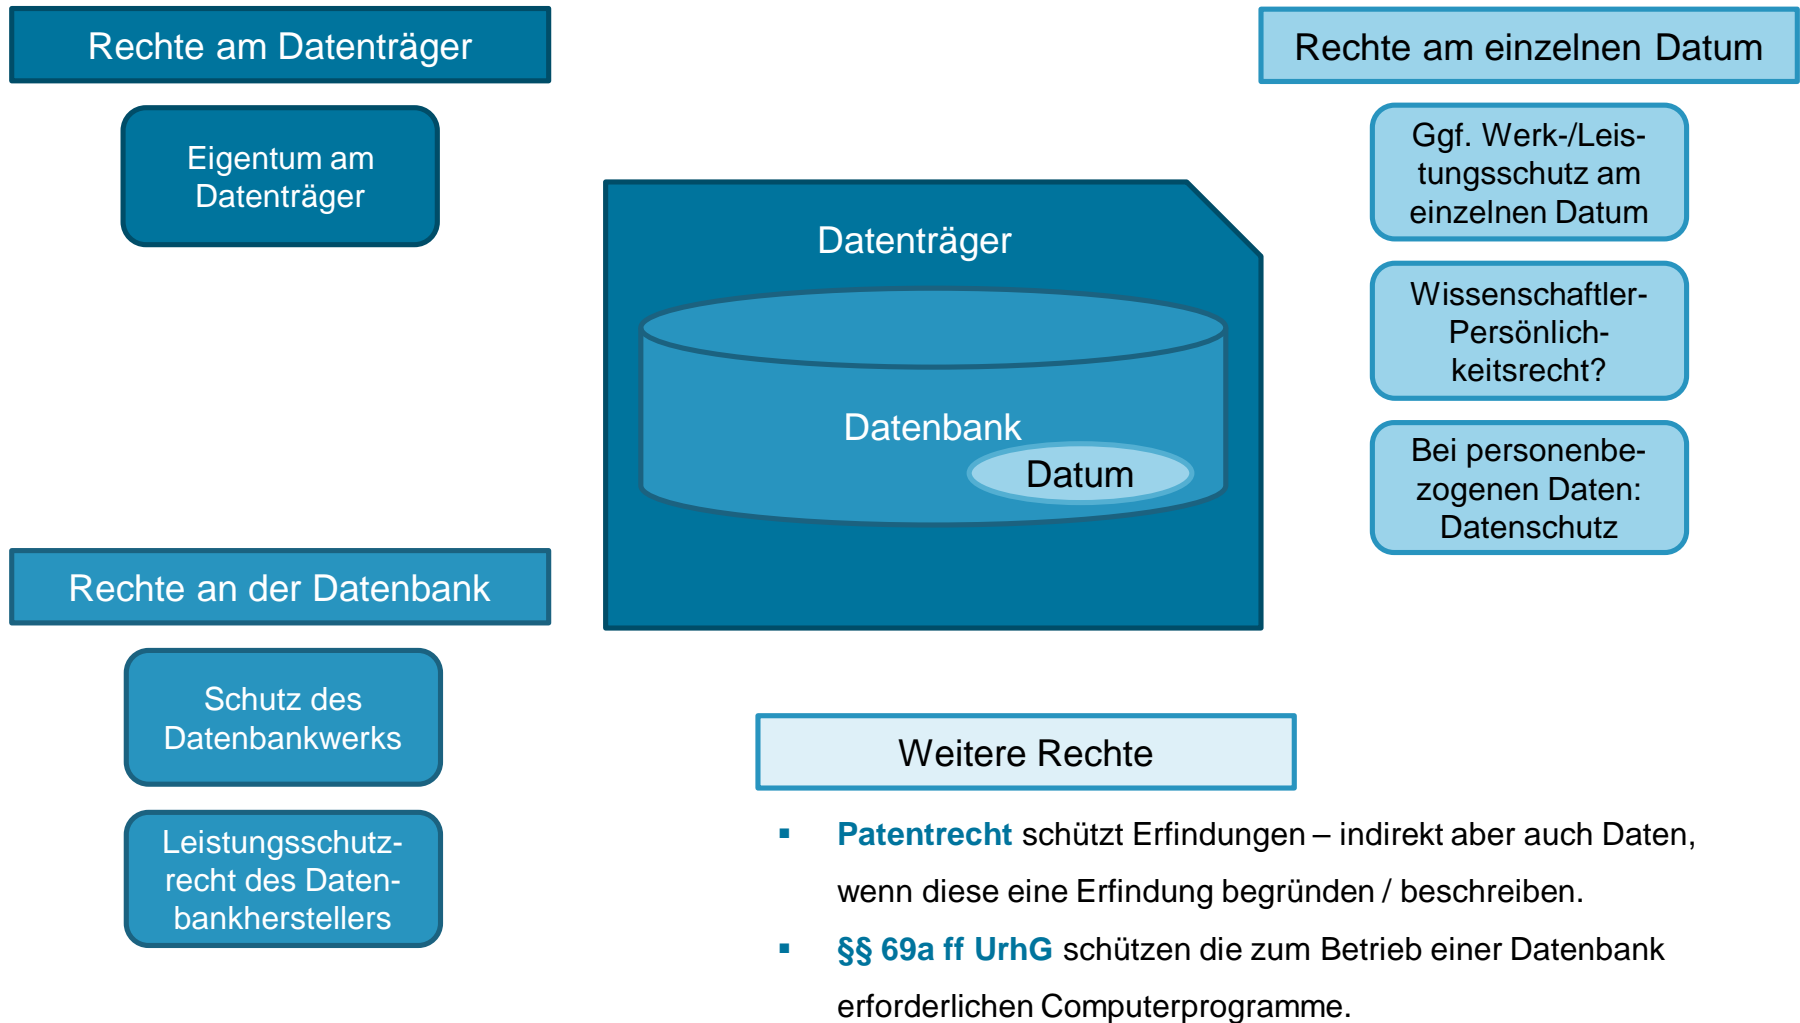 Rechte am Datenträger
Eigentum am
Datenträger
Rechte an der Datenbank
Schutz des
Datenbankwerks
Leistungsschutz-
recht des Daten-
bankherstellers
Datenträger
Datenbank
Datum
Rechte am einzelnen Datum
Ggf. Werk-/Leis-
tungsschutz am
einzelnen Datum
Wissenschaftler-
Persönlich-
keitsrecht?
Bei personenbe-
zogenen Daten:
Datenschutz
Weitere Rechte
▪ Patentrecht schützt Erfindungen – indirekt aber auch Daten,
wenn diese eine Erfindung begründen / beschreiben.
▪ §§ 69a ff UrhG schützen die zum Betrieb einer Datenbank
erforderlichen Computerprogramme.